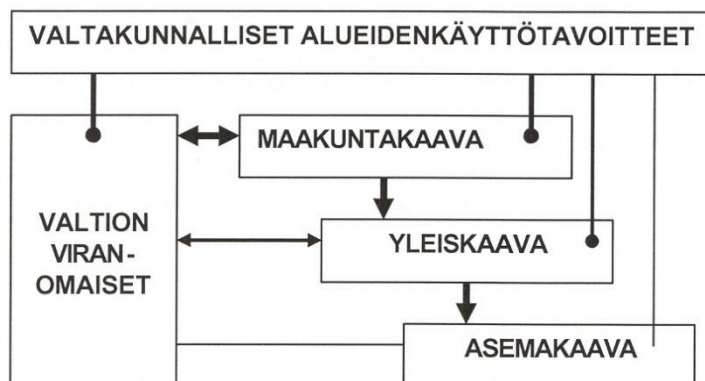 VALTAKUNNALLISET ALUEIDENKÄYTTÖTAVOITTEET
MAAKUNTAKAAVA
VALTION
VIRAN-
OMAISET
YLEISKAAVA
ASEMAKAAVA